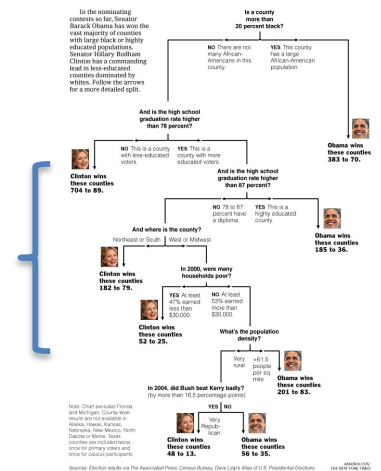 In the nominating
contests so far, Senator
Barack Obama has won the
vast majority of counties
with large black or highly
educated populations.
Senator Hillary Rodham
Clinton has a commanding
lead in less-educated
counties dominated by
whites. Follow the arrows
for a more detailed split.
Is a county
more than
20 percent black?
NO There are not
many African-
Americans in this
county.
YES This county
has a large
African-American
population.
And is the high school
graduation rate higher
than 78 percent?
Obama wins
these counties
383 to 70.
NO This is a county
with less-educated
voters.
YES This is a
county with more
educated voters.
Clinton wins
these counties
704 to 89.
And is the high school
graduation rate higher
than 87 percent?
NO 78 to 87
percent have
a diploma.
YES This is a
highly educated
county.
And where is the county?
Northeast or South
West or Midwest
Obama wins
these counties
185 to 36.
Clinton wins
these counties
182 to 79.
In 2000, were many
households poor?
YES At least
47% earned
less than
$30,000.
NO At least
53% earned
more than
$30,000.
Clinton wins
these counties
52 to 25.
What's the population
density?
Very
rural
>61.5
people
per sq.
mile
Obama wins
these counties
201 to 83.
In 2004, did Bush beat Kerry badly?
(by more than 16.5 percentage points)
YES
NO
Very
Repub-
lican
Clinton wins
these counties
48 to 13.
Obama wins
these counties
56 to 35.
Note: Chart excludes Florida
and Michigan. County-level
results are not available in
Alaska, Hawaii, Kansas,
Nebraska, New Mexico, North
Dakota or Maine. Texas
counties are included twice;
once for primary voters and
once for caucus participants.
Sources: Election results via The Associated Press; Census Bureau; Dave Leip's Atlas of U.S. Presidential Elections
AMANDA COX/
THE NEW YORK TIMES